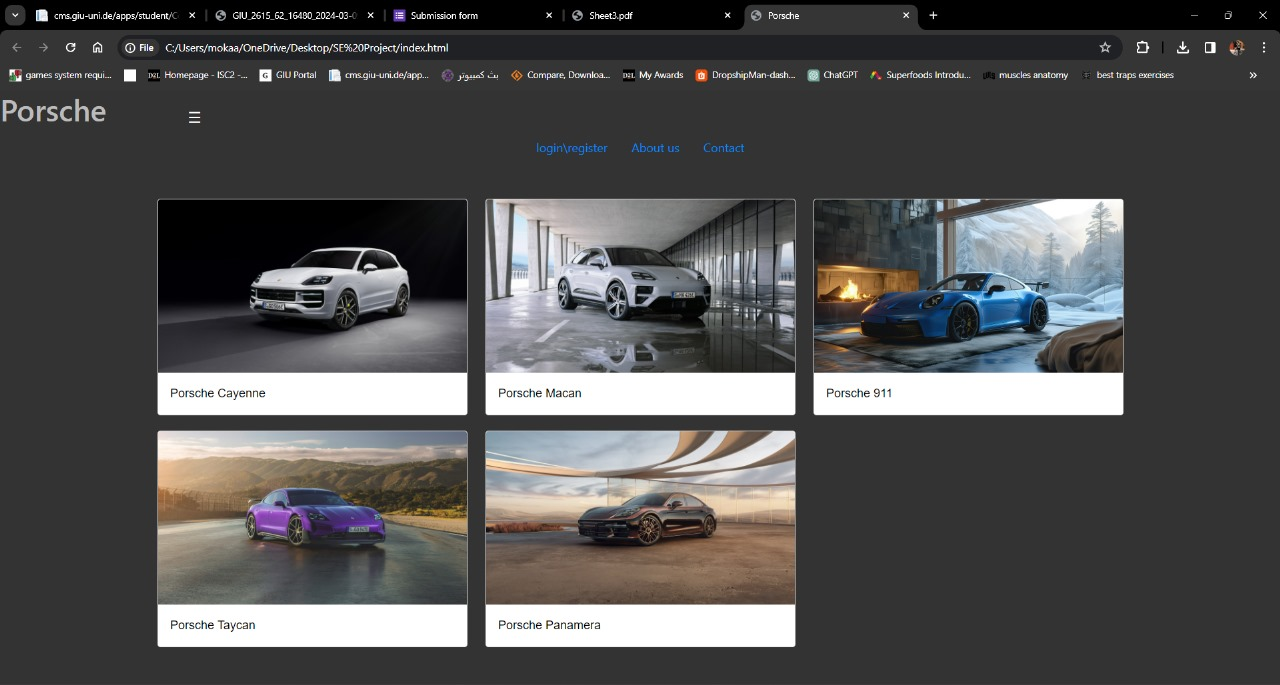 cms.giu-uni.de/apps/student/C
GIU_2615_62_16480_2024-03-0
Submission form
Sheet3.pdf
Porsche
File
C:/Users/mokaa/OneDrive/Desktop/SE%20Project/index.html
games system requi...
Homepage - ISC2 -...
GIU Portal
cms.giu-uni.de/app...
بث كمبيوتر
Compare, Downloa...
My Awards
DropshipMan-dash...
ChatGPT
Superfoods Introdu...
muscles anatomy
best traps exercises
Porsche
login\register
About us
Contact
Porsche Cayenne
Porsche Macan
Porsche 911
Porsche Taycan
Porsche Panamera